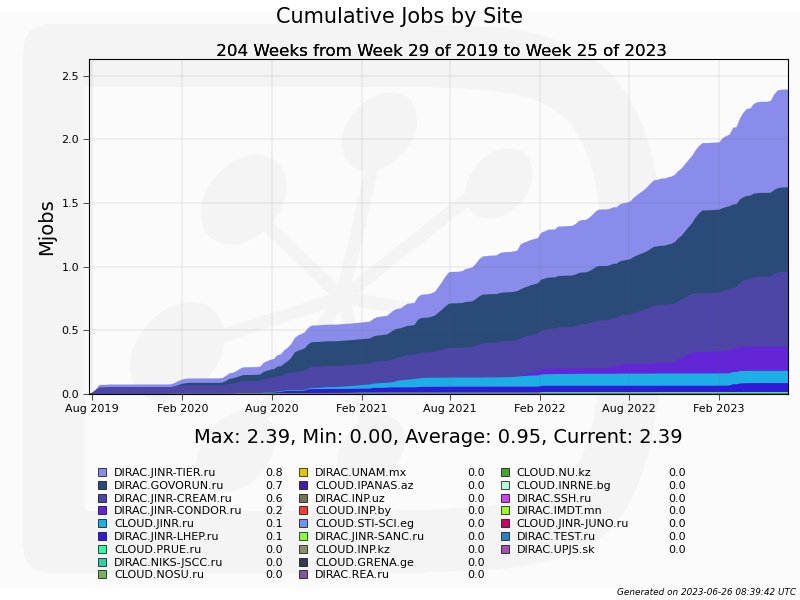 Cumulative Jobs by Site
204 Weeks from Week 29 of 2019 to Week 25 of 2023
2.5
2.0
1.5
1.0
0.5
0.0
Mjobs
Aug 2019 Feb 2020 Aug 2020 Feb 2021 Aug 2021 Feb 2022 Aug 2022 Feb 2023
Max: 2.39, Min: 0.00, Average: 0.95, Current: 2.39
DIRAC.JINR-TIER.ru 0.8 DIRAC.UNAM.mx 0.0 CLOUD.NU.kz 0.0
DIRAC.GOVORUN.ru 0.7 CLOUD.IPANAS.az 0.0 CLOUD.INRNE.bg 0.0
DIRAC.JINR-CREAM.ru 0.6 DIRAC.INP.uz 0.0 DIRAC.SSH.ru 0.0
DIRAC.JINR-CONDOR.ru 0.2 CLOUD.INP.by 0.0 DIRAC.IMDT.mn 0.0
CLOUD.JINR.ru 0.1 CLOUD.STI-SCI.eg 0.0 CLOUD.JINR-JUNO.ru 0.0
DIRAC.JINR-LHEP.ru 0.1 DIRAC.JINR-SANC.ru 0.0 DIRAC.TEST.ru 0.0
CLOUD.PRUE.ru 0.0 CLOUD.INP.kz 0.0 DIRAC.UPJS.sk 0.0
DIRAC.NIKS-JSCC.ru 0.0 CLOUD.GRENA.ge 0.0
CLOUD.NOSU.ru 0.0 DIRAC.REA.ru 0.0
Generated on 2023-06-26 08:39:42 UTC